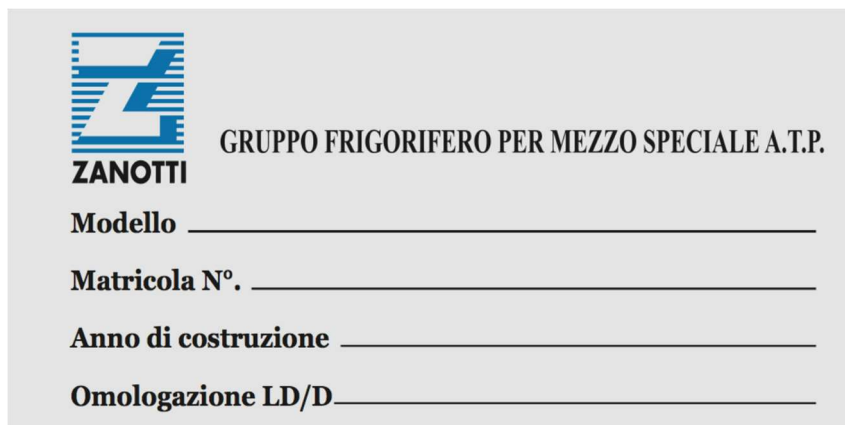 ZANOTTI
GRUPPO FRIGORIFERO PER MEZZO SPECIALE A.T.P.
Modello
Matricola N°.
Anno di costruzione
Omologazione LD/D